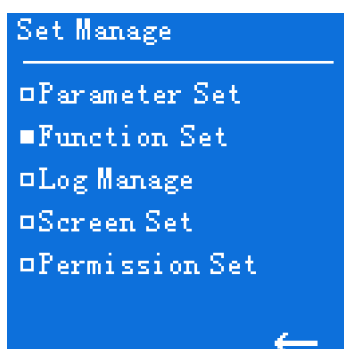 Set Manage
Parameter Set
Function Set
Log Manage
Screen Set
Permission Set